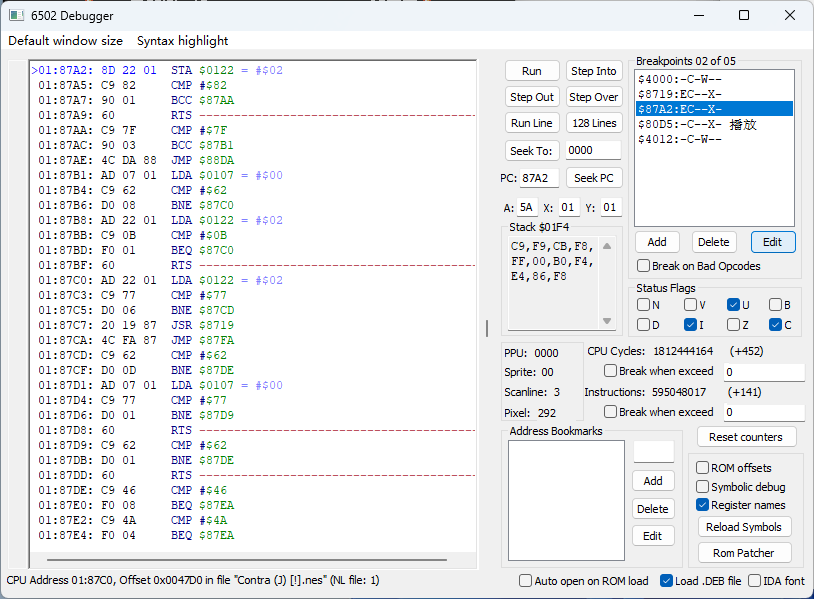 6502 Debugger
Default window size Syntax highlight
>01:87A2: 8D 22 01 STA $0122 = #$02
01:87A5: C9 82 CMP #$82
01:87A7: 90 01 BCC $87AA
01:87A9: 60 RTS
01:87AA: C9 7F CMP #$7F
01:87AC: 90 03 BCC $87B1
01:87AE: 4C DA 88 JMP $88DA
01:87B1: AD 07 01 LDA $0107 = #$00
01:87B4: C9 62 CMP #$62
01:87B6: D0 08 BNE $87C0
01:87B8: AD 22 01 LDA $0122 = #$02
01:87BB: C9 0B CMP #$0B
01:87BD: F0 01 BEQ $87C0
01:87BF: 60 RTS
01:87C0: AD 22 01 LDA $0122 = #$02
01:87C3: C9 77 CMP #$77
01:87C5: D0 06 BNE $87CD
01:87C7: 20 19 87 JSR $8719
01:87CA: 4C FA 87 JMP $87FA
01:87CD: C9 62 CMP #$62
01:87CF: D0 0D BNE $87DE
01:87D1: AD 07 01 LDA $0107 = #$00
01:87D4: C9 77 CMP #$77
01:87D6: D0 01 BNE $87D9
01:87D8: 60 RTS
01:87D9: C9 62 CMP #$62
01:87DB: D0 01 BNE $87DE
01:87DD: 60 RTS
01:87DE: C9 46 CMP #$46
01:87E0: F0 08 BEQ $87EA
01:87E2: C9 4A CMP #$4A
01:87E4: F0 04 BEQ $87EA
Run Step Into
Step Out Step Over
Run Line 128 Lines
Seek To: 0000
PC: 87A2 Seek PC
A: 5A X: 01 Y: 01
Stack $01F4
C9,F9,CB,F8,
FF,00,B0,F4,
E4,86,F8
Breakpoints 02 of 05
$4000:-C-W--
$8719:EC--X-
$87A2:EC--X-
$80D5:-C--X- 播放
$4012:-C-W--
Add Delete Edit
Break on Bad Opcodes
Status Flags
N V U B
D I Z C
PPU: 0000
Sprite: 00
Scanline: 3
Pixel: 292
CPU Cycles: 1812444164 (+452)
Break when exceed 0
Instructions: 595048017 (+141)
Break when exceed 0
Address Bookmarks
Add
Delete
Edit
Reset counters
ROM offsets
Symbolic debug
Register names
Reload Symbols
Rom Patcher
CPU Address 01:87C0, Offset 0x0047D0 in file "Contra (J) [!].nes" (NL file: 1)
Auto open on ROM load Load .DEB file IDA font